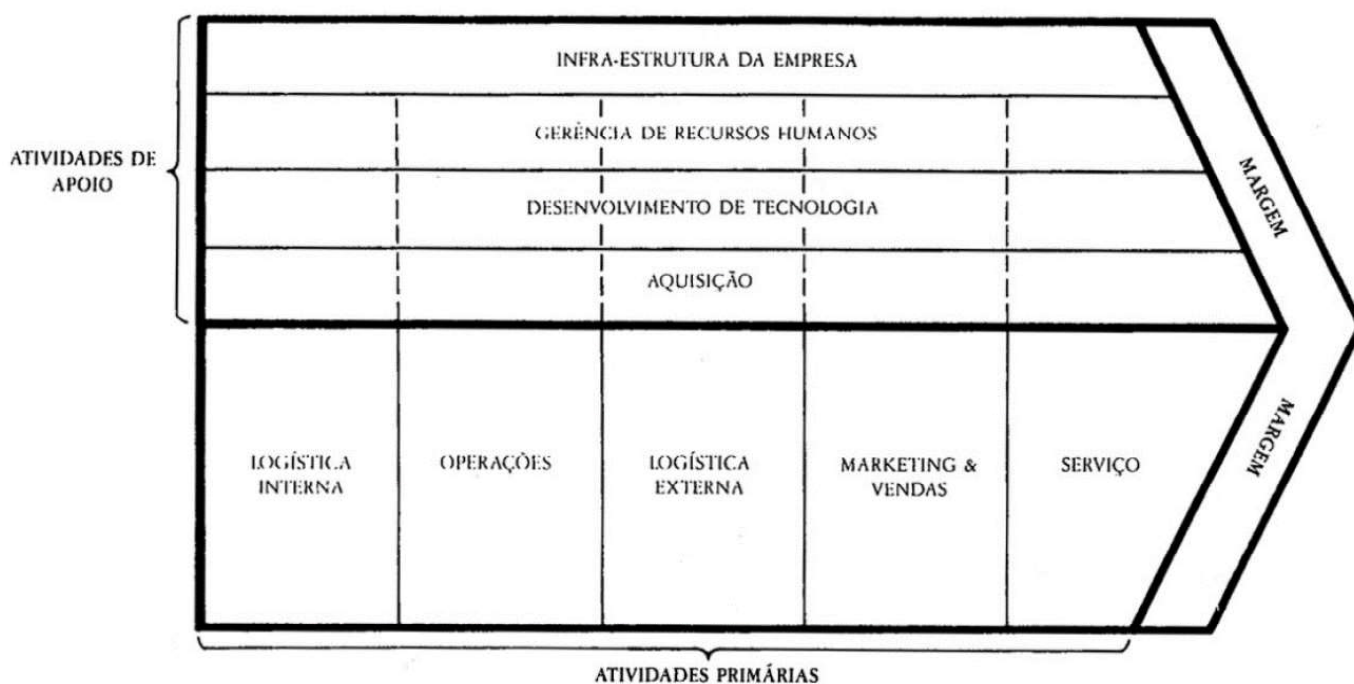 INFRA-ESTRUTURA DA EMPRESA
GERÊNCIA DE RECURSOS HUMANOS
ATIVIDADES DE
APOIO
DESENVOLVIMENTO DE TECNOLOGIA
AQUISIÇÃO
MARGEM
MARGEM
LOGÍSTICA
INTERNA
OPERAÇÕES
LOGÍSTICA
EXTERNA
MARKETING &
VENDAS
SERVIÇO
ATIVIDADES PRIMÁRIAS